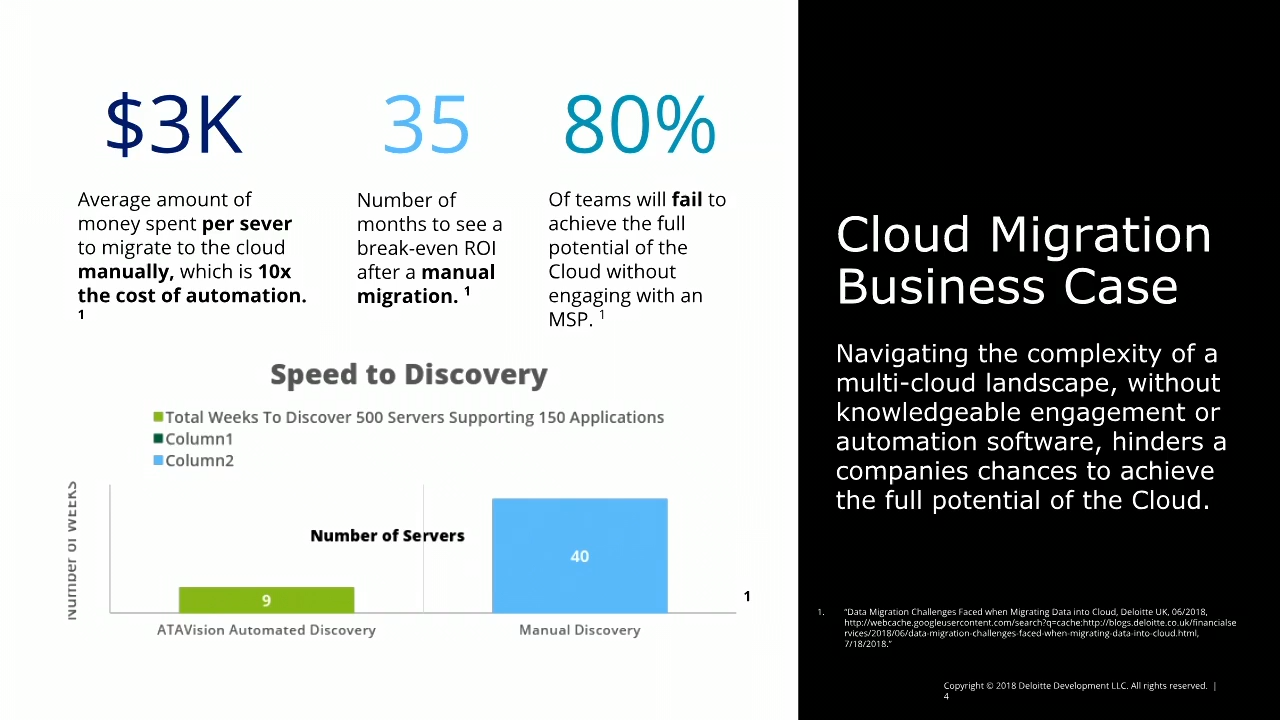 $3K
Average amount of
money spent per sever
to migrate to the cloud
manually, which is 10x
the cost of automation.
1
35
Number of
months to see a
break-even ROI
after a manual
migration. 1
80%
Of teams will fail to
achieve the full
potential of the
Cloud without
engaging with an
MSP. 1
Speed to Discovery
Total Weeks To Discover 500 Servers Supporting 150 Applications
Column1
Column2
Number of WEEKS
Number of Servers
9
40
1
ATAVision Automated Discovery
Manual Discovery
Cloud Migration
Business Case
Navigating the complexity of a
multi-cloud landscape, without
knowledgeable engagement or
automation software, hinders a
companies chances to achieve
the full potential of the Cloud.
1. "Data Migration Challenges Faced when Migrating Data into Cloud, Deloitte UK, 06/2018,
http://webcache.googleusercontent.com/search?q=cache:http://blogs.deloitte.co.uk/financialse
rvices/2018/06/data-migration-challenges-faced-when-migrating-data-into-cloud.html,
7/18/2018."
Copyright © 2018 Deloitte Development LLC. All rights reserved. |
4